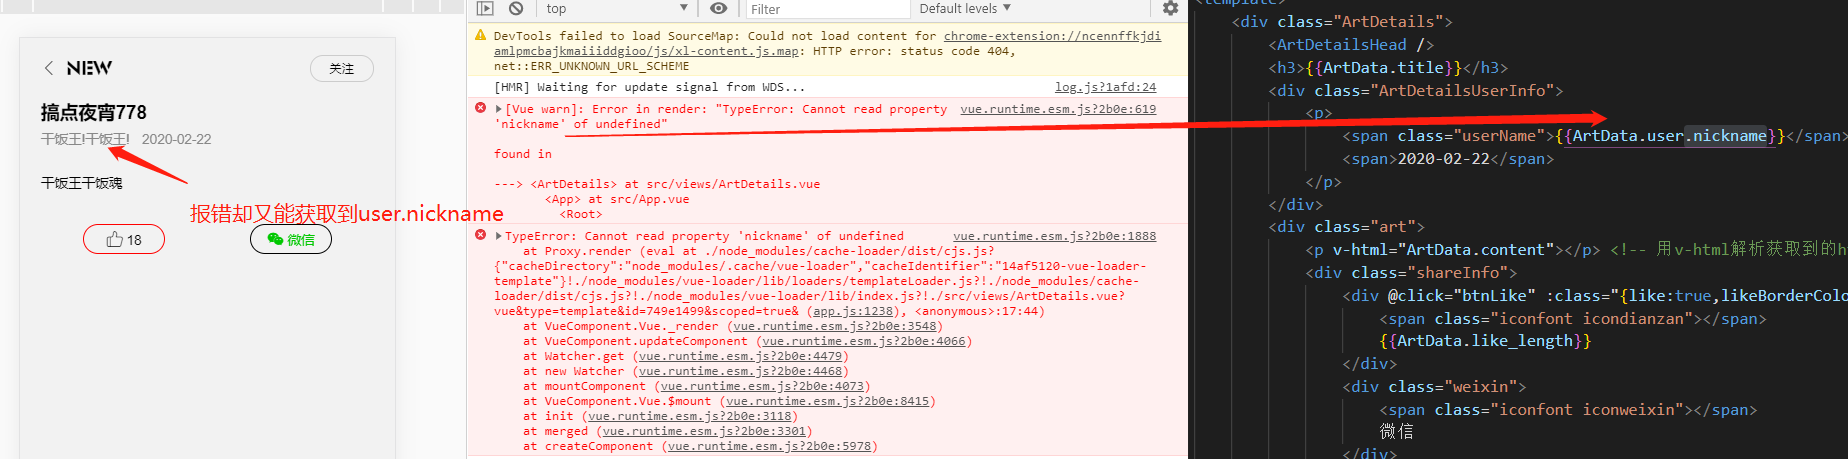 NEW
关注
搞点夜宵778
干饭王!干饭王! 2020-02-22
干饭王干饭魂
报错却又能获取到user.nickname
18
微信
top
Filter
Default levels
DevTools failed to load SourceMap: Could not load content for chrome-extension://ncennffkjdi
amlpmcbajkmaiiiddgioo/js/xl-content.js.map: HTTP error: status code 404,
net::ERR_UNKNOWN_URL_SCHEME
[HMR] Waiting for update signal from WDS... log.js?1afd:24
[Vue warn]: Error in render: "TypeError: Cannot read property vue.runtime.esm.js?2b0e:619
'nickname' of undefined"
found in
---> <ArtDetails> at src/views/ArtDetails.vue
<App> at src/App.vue
<Root>
TypeError: Cannot read property 'nickname' of undefined vue.runtime.esm.js?2b0e:1888
at Proxy.render (eval at ./node_modules/cache-loader/dist/cjs.js?
{"cacheDirectory":"node_modules/.cache/vue-loader","cacheIdentifier":"14af5120-vue-loader-
template"}!./node_modules/vue-loader/lib/loaders/templateLoader.js?!./node_modules/cache-
loader/dist/cjs.js?!./node_modules/vue-loader/lib/index.js?!./src/views/ArtDetails.vue?
vue&type=template&id=749e1499&scoped=true& (app.js:1238), <anonymous>:17:44)
at VueComponent.Vue._render (vue.runtime.esm.js?2b0e:3548)
at VueComponent.updateComponent (vue.runtime.esm.js?2b0e:4066)
at Watcher.get (vue.runtime.esm.js?2b0e:4479)
at new Watcher (vue.runtime.esm.js?2b0e:4468)
at mountComponent (vue.runtime.esm.js?2b0e:4073)
at VueComponent.Vue.$mount (vue.runtime.esm.js?2b0e:8415)
at init (vue.runtime.esm.js?2b0e:3118)
at merged (vue.runtime.esm.js?2b0e:3301)
at createComponent (vue.runtime.esm.js?2b0e:5978)
<template>
<div class="ArtDetails">
<ArtDetailsHead />
<h3>{{ArtData.title}}</h3>
<div class="ArtDetailsUserInfo">
<p>
<span class="userName">{{ArtData.user.nickname}}</span>
<span>2020-02-22</span>
</p>
</div>
<div class="art">
<p v-html="ArtData.content"></p> <!-- 用v-html解析获取到的h
<div class="shareInfo">
<div @click="btnLike" :class="{like:true,likeBorderColo
<span class="iconfont icondianzan"></span>
{{ArtData.like_length}}
</div>
<div class="weixin">
<span class="iconfont iconweixin"></span>
微信
</div>